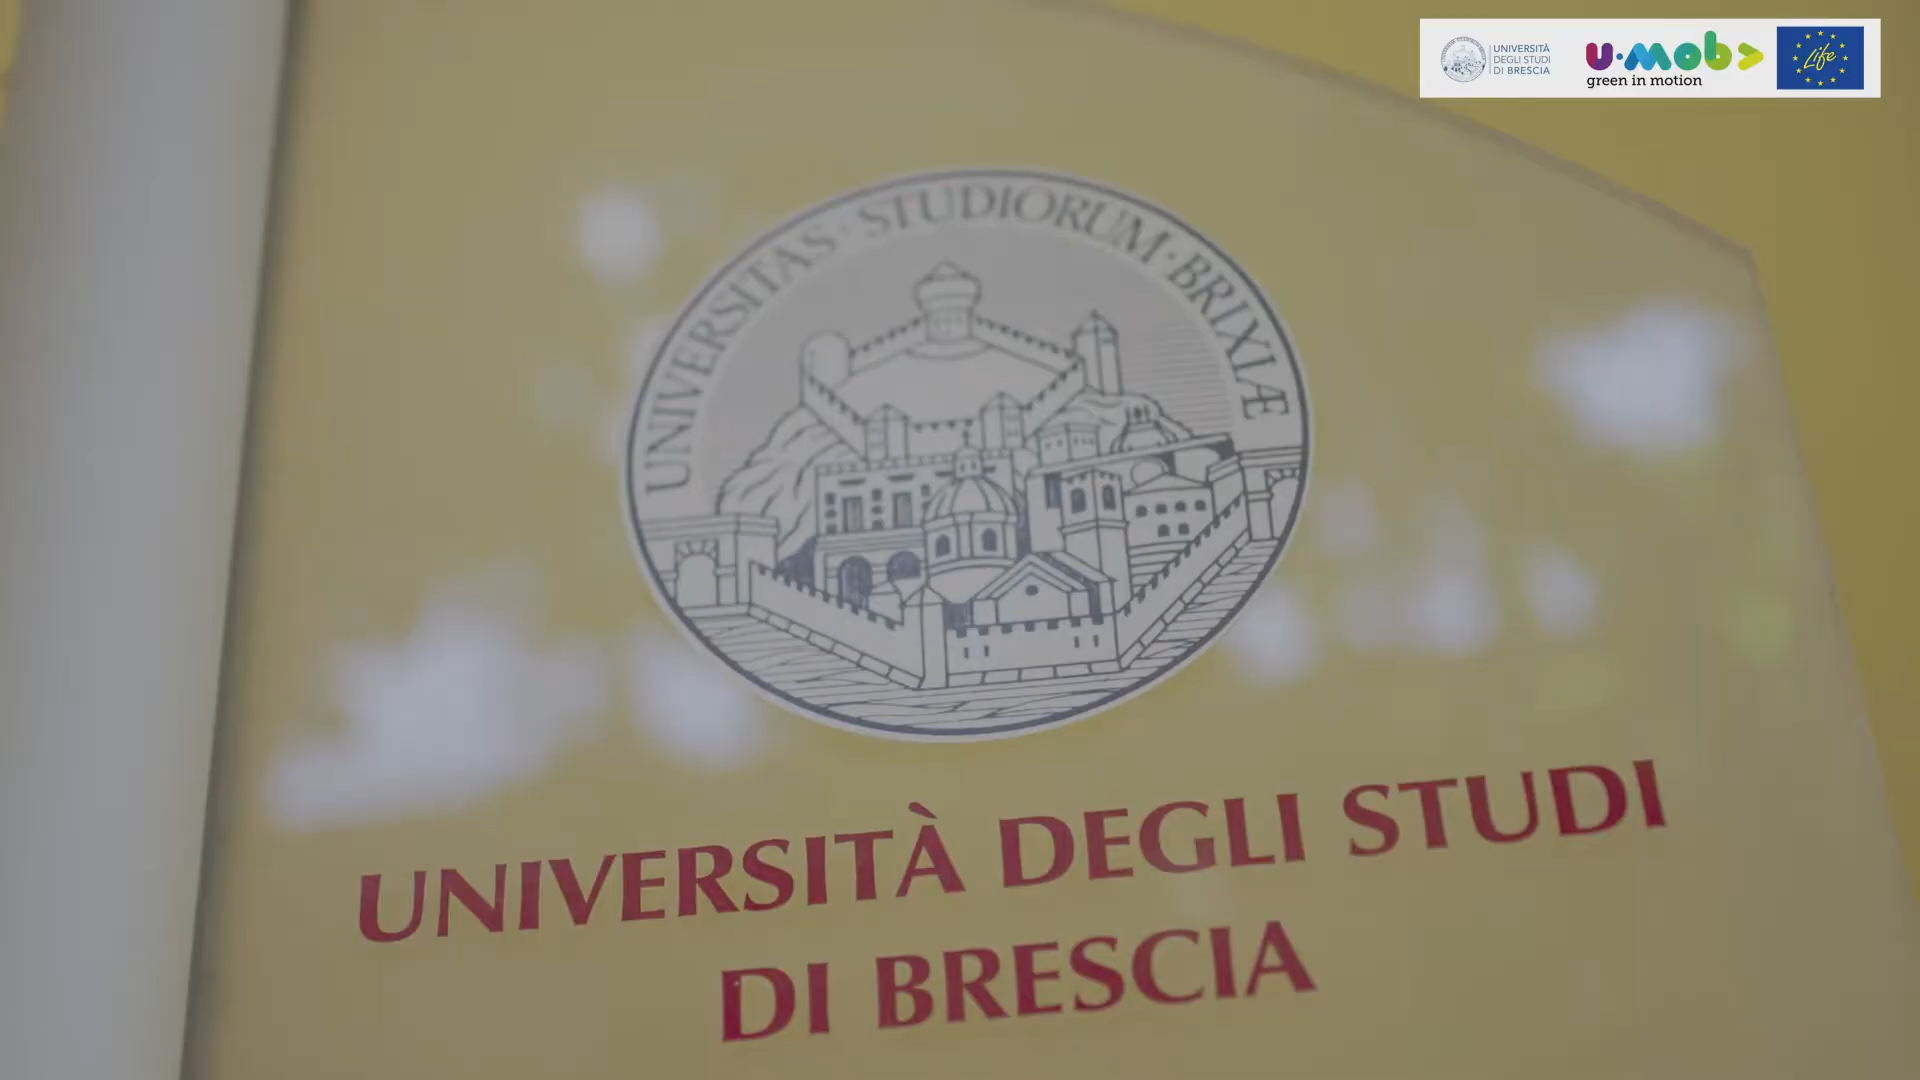 UNIVERSITÀ
DEGLI STUDI
DI BRESCIA
u·mob
green in motion
Life
UNIVERSITAS · STUDIORUM · BRIXIÆ
UNIVERSITÀ DEGLI STUDI
DI BRESCIA